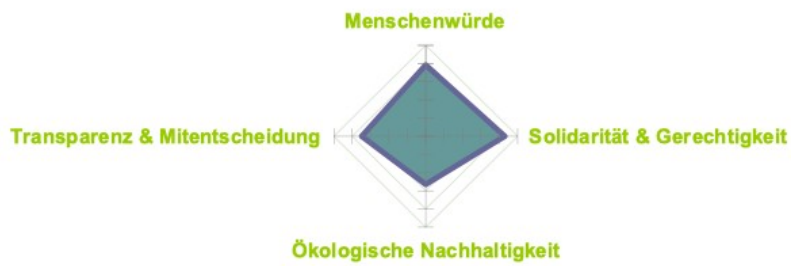 Menschenwürde
Transparenz & Mitentscheidung
Solidarität & Gerechtigkeit
Ökologische Nachhaltigkeit